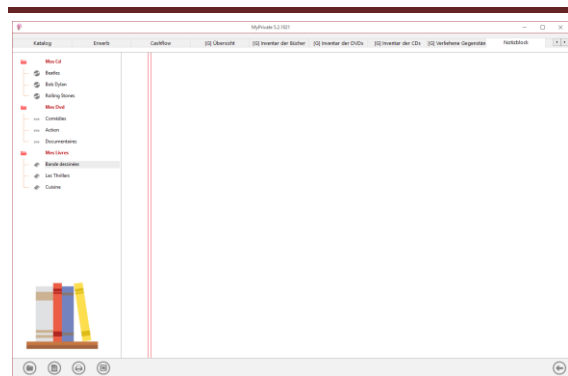 MyPrivate 5.2.1021
Katalog Erwerb Cashflow [G] Übersicht [G] Inventar der Bücher [G] Inventar der DVDs [G] Inventar der CDs [G] Verliehene Gegenstän Notizblock
Mes Cd
Beatles
Bob Dylan
Rolling Stones
Mes Dvd
Comédies
Action
Documentaires
Mes Livres
Bande dessinées
Les Thrillers
Cuisine